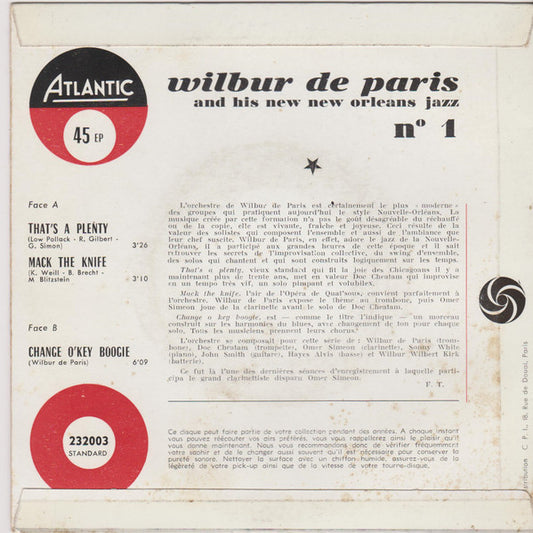 ATLANTIC
45 EP
wilbur de paris
and his new new orleans jazz
nº 1
Face A
THAT'S A PLENTY
(Low Pollack - R. Gilbert -
G. Simon) 3'26
MACK THE KNIFE
(K. Weill - B. Brecht -
M Blitzstein 3'10
Face B
CHANGE O'KEY BOOGIE
(Wilbur de Paris) 6'09
232003
STANDARD
L'orchestre de Wilbur de Paris est certainement le plus « moderne »
des groupes qui pratiquent aujourd'hui le style Nouvelle-Orléans. La
musique créée par cette formation n'a pas le goût désagréable du réchauffé
ou de la copie, elle est vivante, fraîche et joyeuse. Ceci résulte de la
valeur des solistes qui composent l'ensemble et aussi de l'ambiance que
leur chef suscite. Wilbur de Paris, en effet, adore le jazz de la Nouvelle-
Orléans, il a participé aux grandes heures de cette époque et il sait
retrouver les secrets de l'improvisation collective, du swing d'ensemble,
des solos qui chantent et qui sont construits logiquement sur les temps.
That's a plenty, vieux standard qui fit la joie des Chicagoans il y a
maintenant plus de trente ans, met en valeur Doc Cheatam qui improvise
en un tempo très vif, un solo pimpant et volubilex.
Mack the knife, l'air de l'Opéra de Quat'sous, convient parfaitement à
l'orchestre. Wilbur de Paris expose le thème au trombone, puis Omer
Simeon joue de la clarinette avant le solo de Doc Cheatam.
Change o key boogie, est — comme le titre l'indique — un morceau
construit sur les harmonies du blues, avec changement de ton pour chaque
solo. Tous les musiciens prennent leurs chorus.
L'orchestre se composait pour cette série de : Wilbur de Paris (trom-
bone), Doc Cheatam (trompette), Omer Simeon (clarinette), Sonny White
(piano), John Smith (guitare), Hayes Alvis (basse) et Wilbur Wilbert Kirk
(batterie).
Ce fut là l'une des dernières séances d'enregistrement à laquelle parti-
cipa le grand clarinettiste disparu Omer Simeon.
F. T.
Ce disque peut faire partie de votre collection pendant des années. A chaque instant
vous pouvez réécouter vos airs préférés, vous vous rappellerez ainsi le plaisir qu'il
vous donne maintenant. Nous vous recommandons donc de vérifier fréquemment
votre saphir et de le changer aussi souvent qu'il est nécessaire pour conserver la
pureté sonore. Nettoyer la surface avec un chiffon humide, assurez-vous de la
légèreté de votre pick-up ainsi que de la vitesse de votre tourne-disque.
Distribution C. P. L., 18, Rue de Douai, Paris